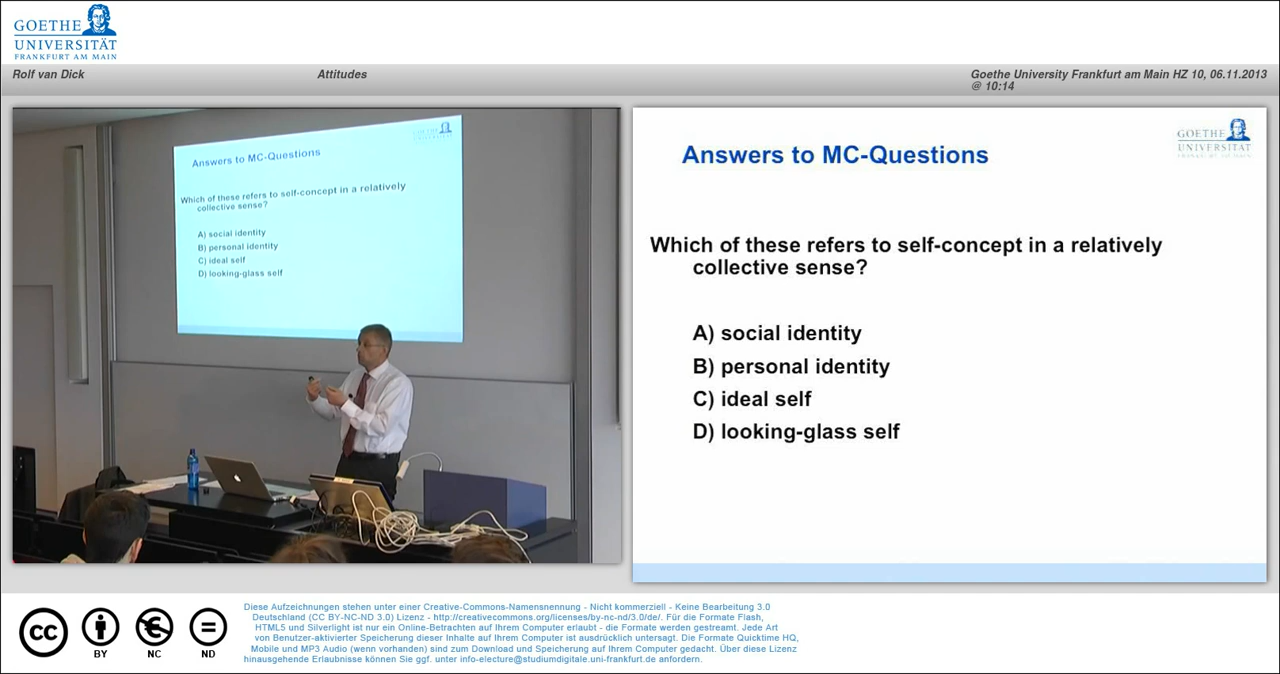 GOETHE
UNIVERSITÄT
FRANKFURT AM MAIN
Rolf van Dick
Attitudes
Goethe University Frankfurt am Main HZ 10, 06.11.2013
@ 10:14
GOETHE
UNIVERSITÄT
Answers to MC-Questions
Which of these refers to self-concept in a relatively
collective sense?
A) social identity
B) personal identity
C) ideal self
D) looking-glass self
GOETHE
UNIVERSITÄT
FRANKFURT AM MAIN
Answers to MC-Questions
Which of these refers to self-concept in a relatively
collective sense?
A) social identity
B) personal identity
C) ideal self
D) looking-glass self
cc
BY
NC
ND
Diese Aufzeichnungen stehen unter einer Creative-Commons-Namensnennung - Nicht kommerziell - Keine Bearbeitung 3.0
Deutschland (CC BY-NC-ND 3.0) Lizenz - http://creativecommons.org/licenses/by-nc-nd/3.0/de/. Für die Formate Flash,
HTML5 und Silverlight ist nur ein Online-Betrachten auf Ihrem Computer erlaubt - die Formate werden gestreamt. Jede Art
von Benutzer-aktivierter Speicherung dieser Inhalte auf Ihrem Computer ist ausdrücklich untersagt. Die Formate Quicktime HQ,
Mobile und MP3 Audio (wenn vorhanden) sind zum Download und Speicherung auf Ihrem Computer gedacht. Über diese Lizenz
hinausgehende Erlaubnisse können Sie ggf. unter info-electure@studiumdigitale.uni-frankfurt.de anfordern.